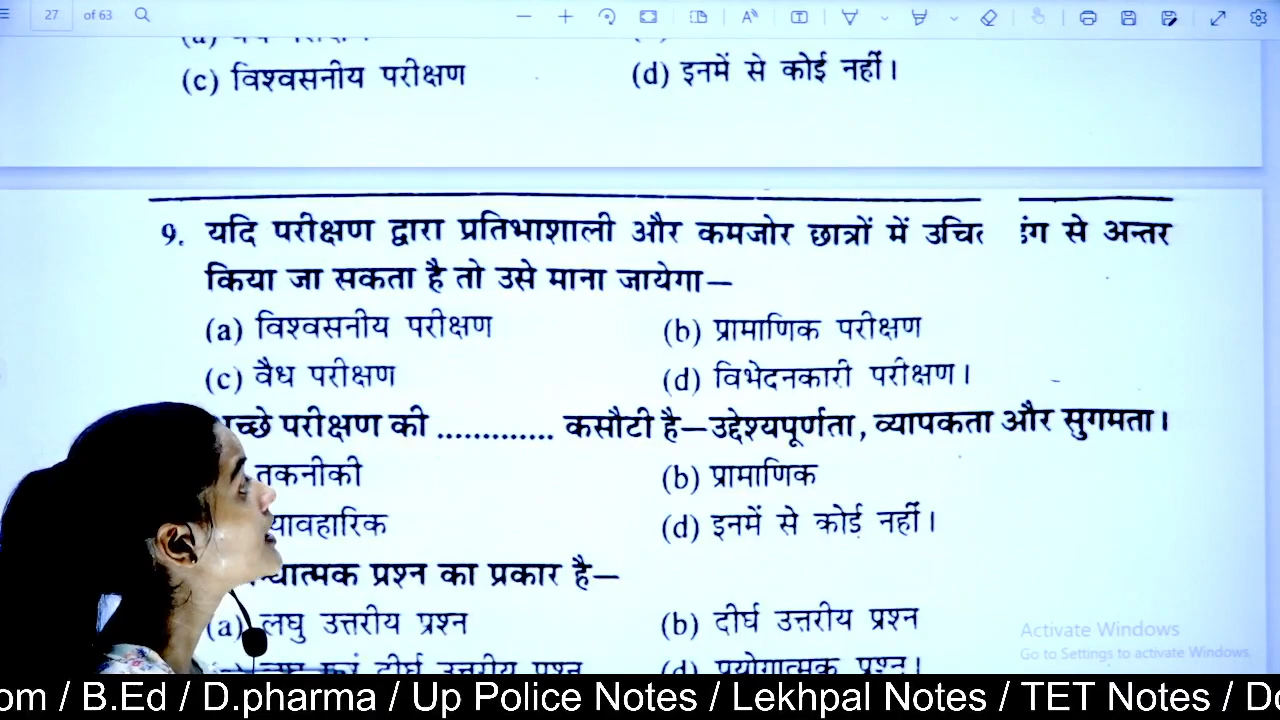 27 of 63
(c) विश्वसनीय परीक्षण (d) इनमें से कोई नहीं।
9. यदि परीक्षण द्वारा प्रतिभाशाली और कमजोर छात्रों में से अन्तर
किया जा सकता है तो उसे माना जायेगा—
(a) विश्वसनीय परीक्षण (b) प्रामाणिक परीक्षण
(c) वैध परीक्षण (d) विभेदनकारी परीक्षण।
परीक्षण की ............. कसौटी है—उद्देश्यपूर्णता, व्यापकता और सुगमता।
तकनीकी (b) प्रामाणिक
(d) इनमें से कोई नहीं।
प्रश्न का प्रकार है—
(a) लघु उत्तरीय प्रश्न (b) दीर्घ उत्तरीय प्रश्न
(d) प्रयोगात्मक प्रश्न।
Activate Windows
Go to Settings to activate Windows.
om / B.Ed / D.pharma / Up Police Notes / Lekhpal Notes / TET Notes /